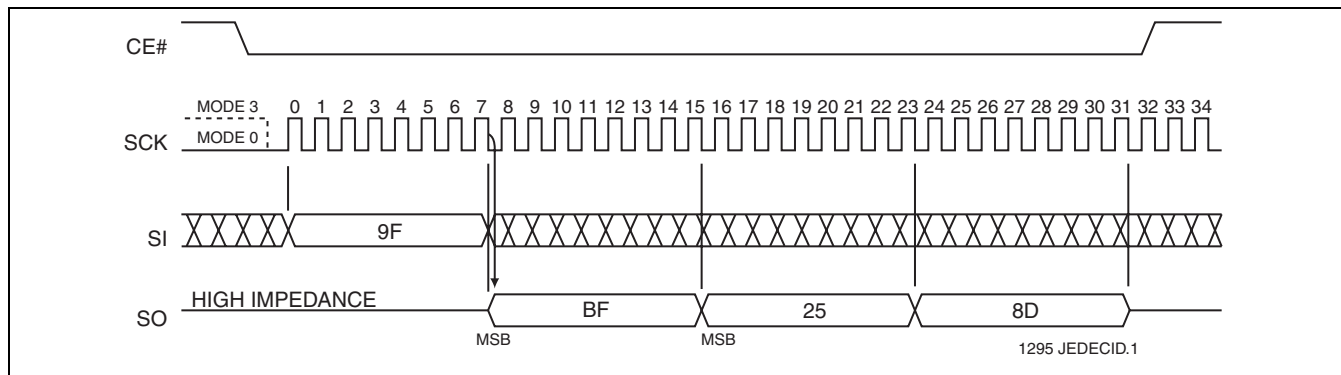 CE#
MODE 3
0 1 2 3 4 5 6 7 8 9 10 11 12 13 14 15 16 17 18 19 20 21 22 23 24 25 26 27 28 29 30 31 32 33 34
SCK
MODE 0
SI
9F
HIGH IMPEDANCE
SO
BF
25
8D
MSB
MSB
1295 JEDECID.1